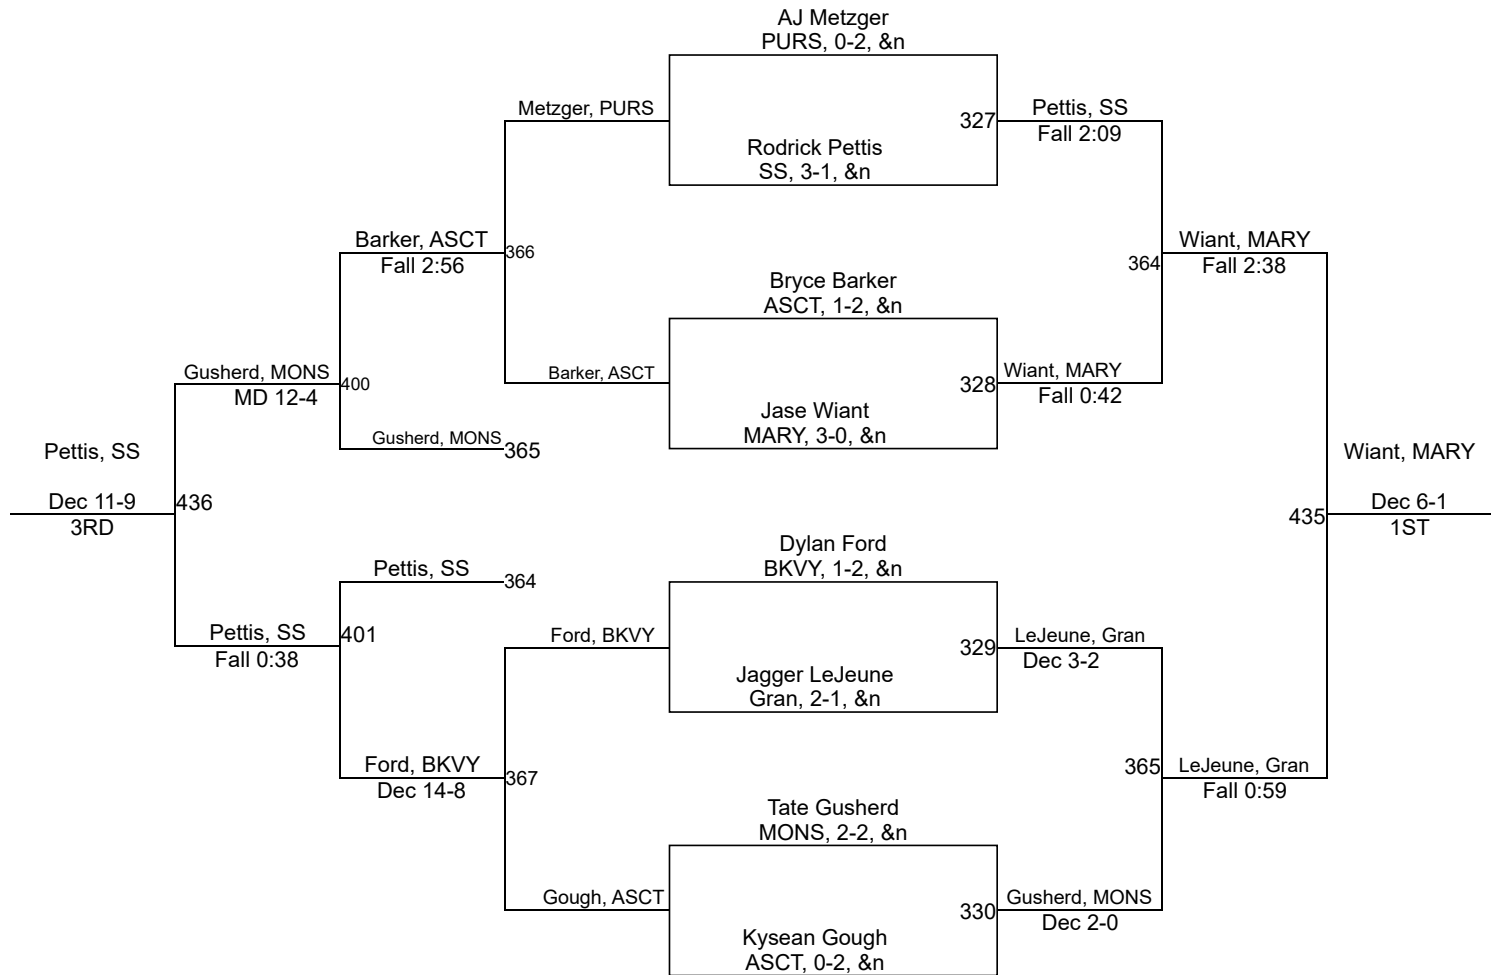 AJ Metzger
PURS, 0-2, &n
Metzger, PURS
327
Pettis, SS
Fall 2:09
Rodrick Pettis
SS, 3-1, &n
Barker, ASCT
Fall 2:56
366
364
Wiant, MARY
Fall 2:38
Bryce Barker
ASCT, 1-2, &n
Gusherd, MONS
MD 12-4
400
Barker, ASCT
328
Wiant, MARY
Fall 0:42
Jase Wiant
MARY, 3-0, &n
Gusherd, MONS
365
Pettis, SS
Dec 11-9
3RD
436
Wiant, MARY
435
Dec 6-1
1ST
Dylan Ford
BKVY, 1-2, &n
Pettis, SS
364
Pettis, SS
Fall 0:38
401
Ford, BKVY
329
LeJeune, Gran
Dec 3-2
Jagger LeJeune
Gran, 2-1, &n
Ford, BKVY
Dec 14-8
367
365
LeJeune, Gran
Fall 0:59
Tate Gusherd
MONS, 2-2, &n
Gough, ASCT
330
Gusherd, MONS
Dec 2-0
Kysean Gough
ASCT, 0-2, &n